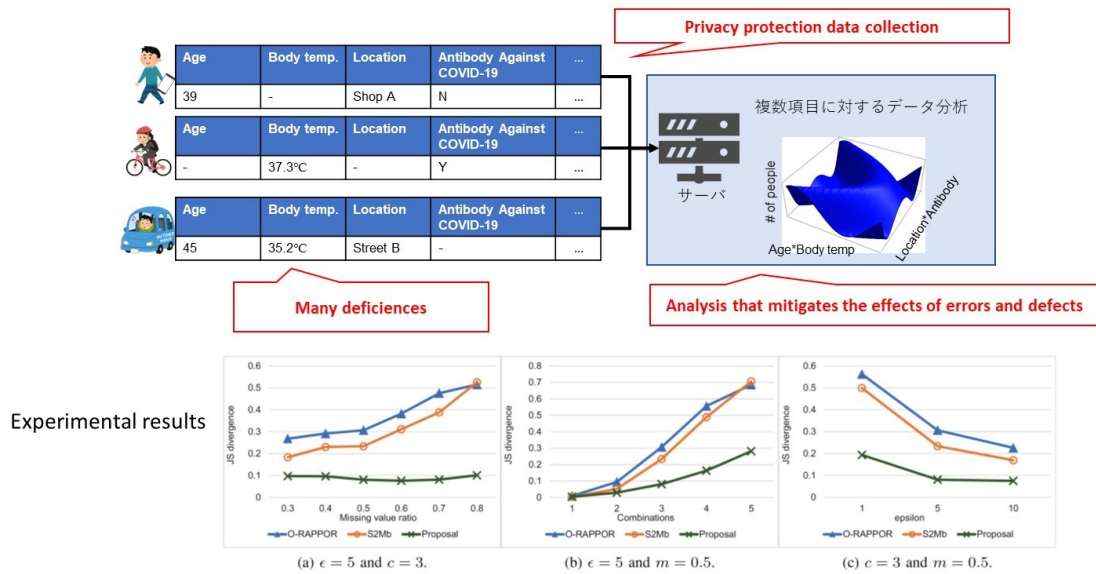 Privacy protection data collection
Age Body temp. Location Antibody Against COVID-19 ...
39 - Shop A N ...
Age Body temp. Location Antibody Against COVID-19 ...
- 37.3℃ - Y ...
Age Body temp. Location Antibody Against COVID-19 ...
45 35.2℃ Street B - ...
複数項目に対するデータ分析
サーバ
# of people
Age*Body temp
Location*Antibody
Many deficiences
Analysis that mitigates the effects of errors and defects
Experimental results
JS divergence
0.6
0.5
0.4
0.3
0.2
0.1
0
0.3 0.4 0.5 0.6 0.7 0.8
Missing value ratio
O-RAPPOR S2Mb Proposal
(a) ϵ = 5 and c = 3.
JS divergence
0.8
0.7
0.6
0.5
0.4
0.3
0.2
0.1
0
1 2 3 4 5
Combinations
O-RAPPOR S2Mb Proposal
(b) ϵ = 5 and m = 0.5.
JS divergence
0.6
0.5
0.4
0.3
0.2
0.1
0
1 5 10
epsilon
O-RAPPOR S2Mb Proposal
(c) c = 3 and m = 0.5.